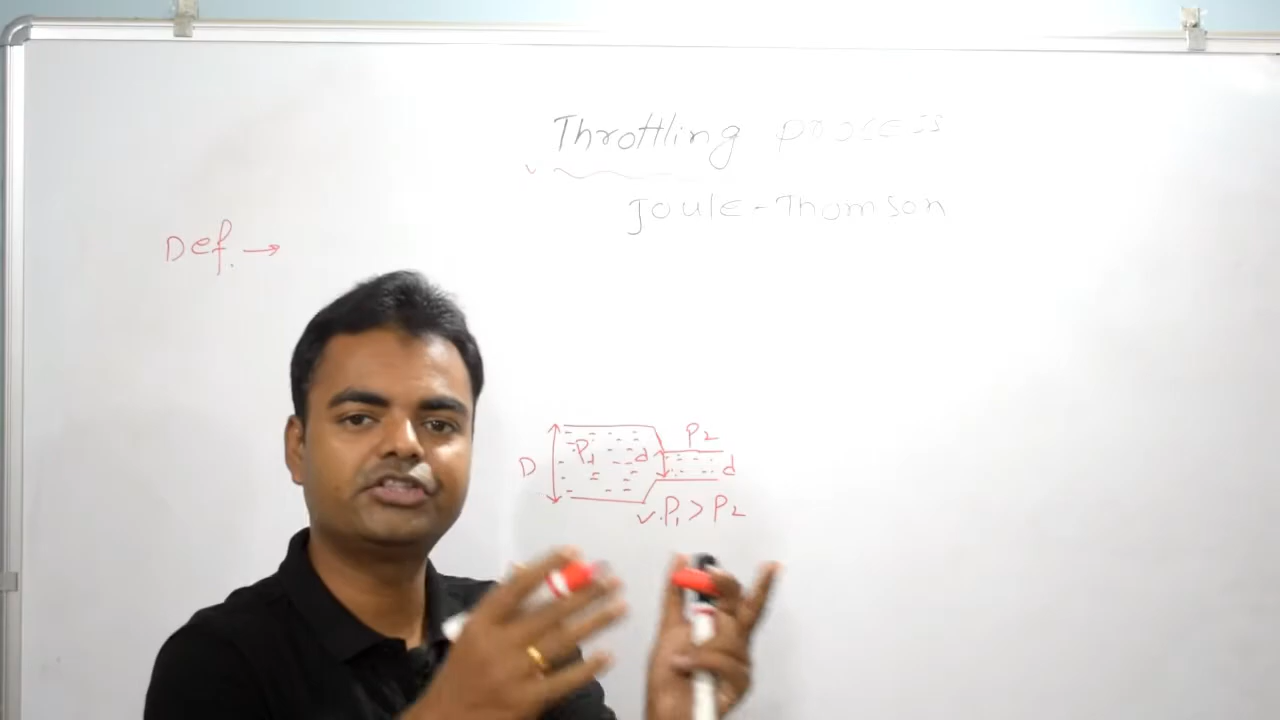 Throttling process
Joule-Thomson
Def. →
P2
D P1 d d
✓ P1 > P2